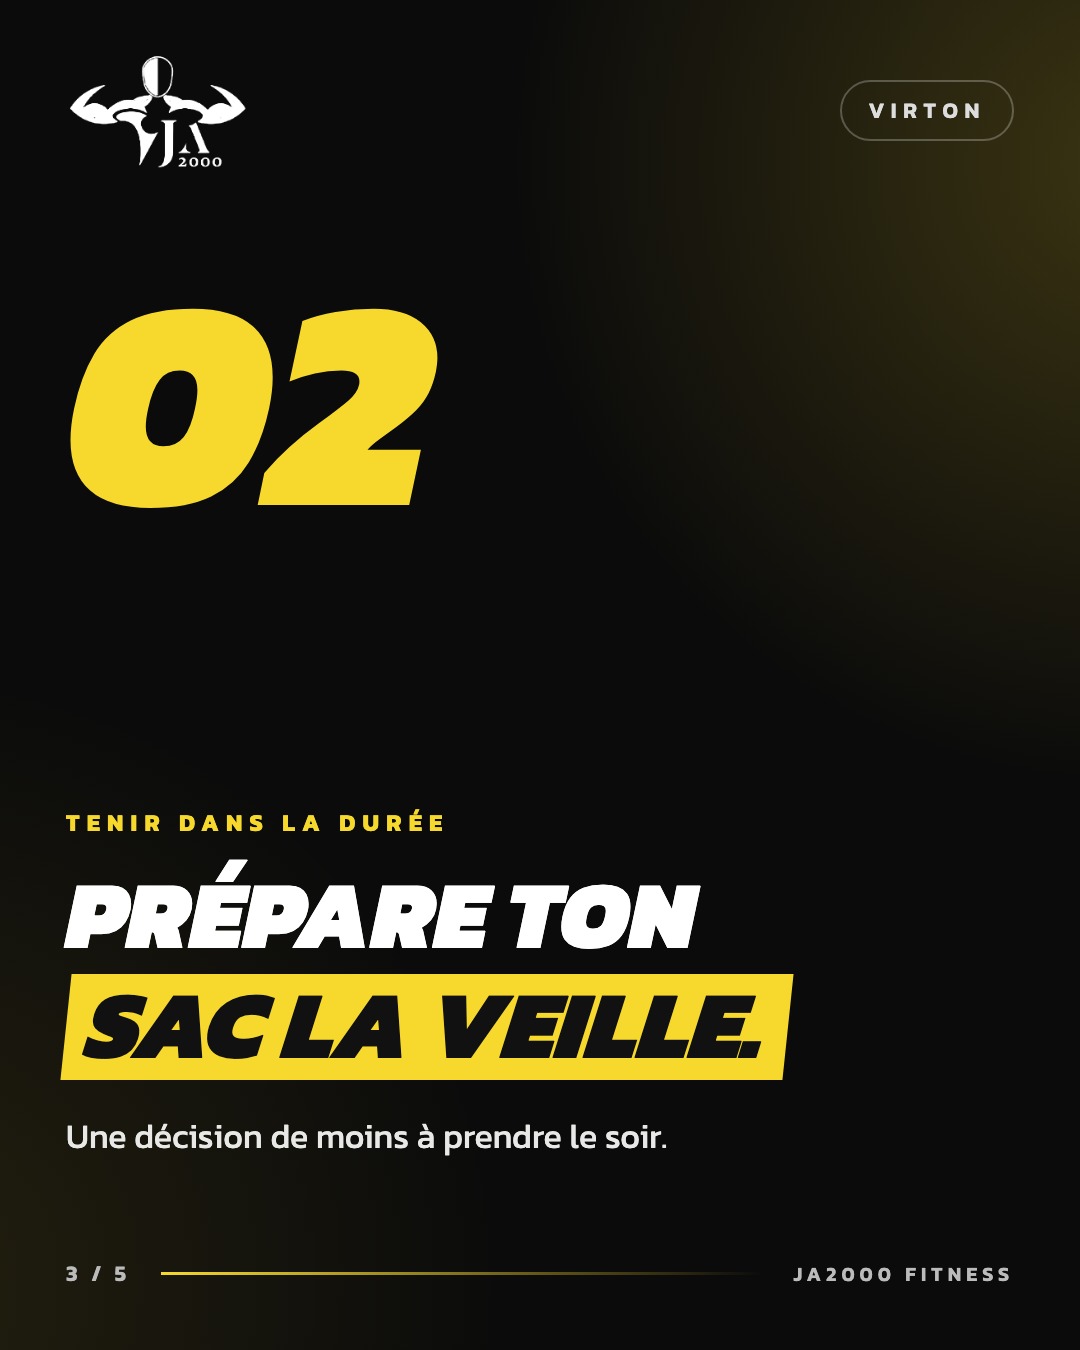 JA
2000
VIRTON
02
TENIR DANS LA DURÉE
PRÉPARE TON
SAC LA VEILLE.
Une décision de moins à prendre le soir.
3 / 5
JA2000 FITNESS